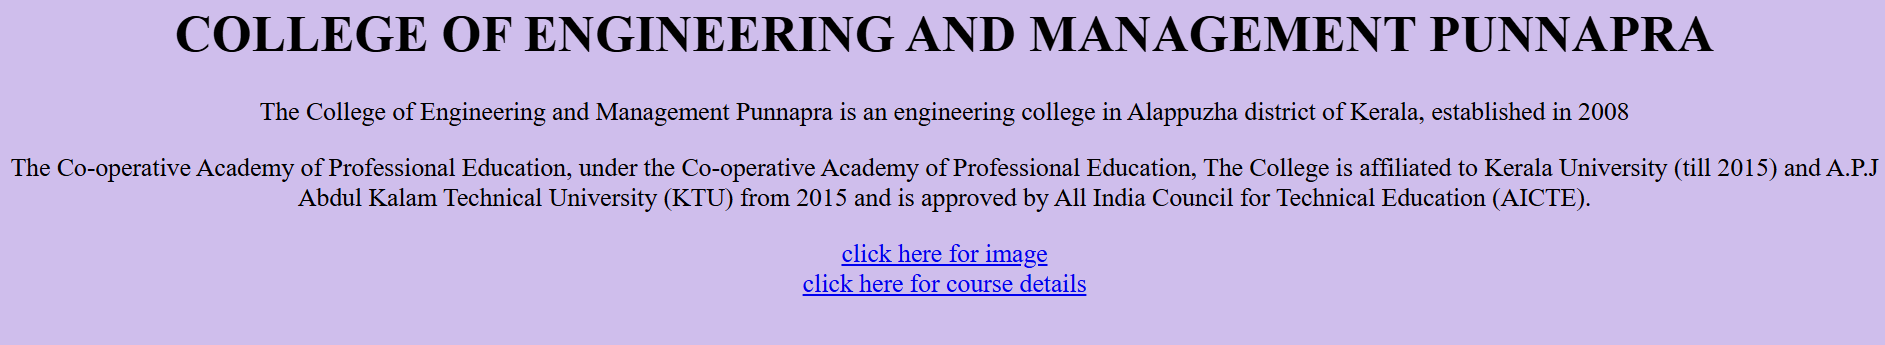 COLLEGE OF ENGINEERING AND MANAGEMENT PUNNAPRA
The College of Engineering and Management Punnapra is an engineering college in Alappuzha district of Kerala, established in 2008
The Co-operative Academy of Professional Education, under the Co-operative Academy of Professional Education, The College is affiliated to Kerala University (till 2015) and A.P.J
Abdul Kalam Technical University (KTU) from 2015 and is approved by All India Council for Technical Education (AICTE).
click here for image
click here for course details